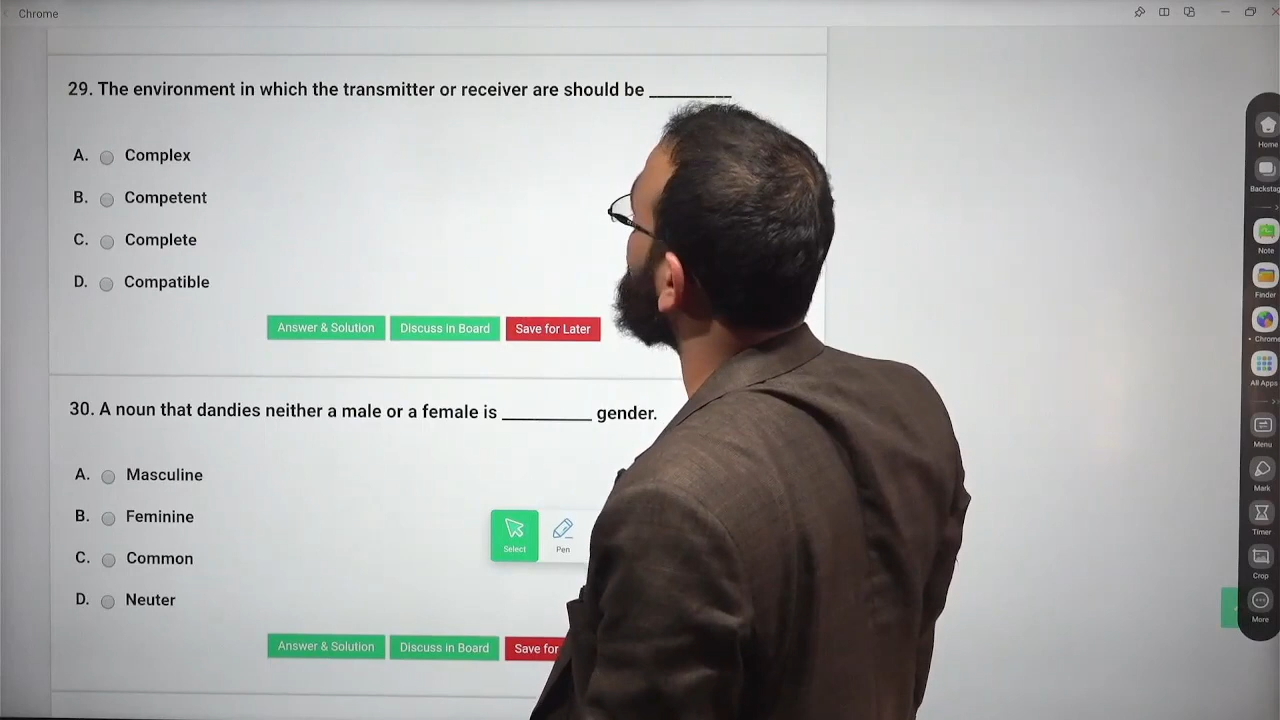 Chrome
29. The environment in which the transmitter or receiver are should be __________
A. Complex
B. Competent
C. Complete
D. Compatible
Answer & Solution Discuss in Board Save for Later
30. A noun that dandies neither a male or a female is __________ gender.
A. Masculine
B. Feminine
C. Common
D. Neuter
Select Pen
Answer & Solution Discuss in Board Save for
Home
Backstag
Note
Finder
Chrome
All Apps
Menu
Mark
Timer
Crop
More